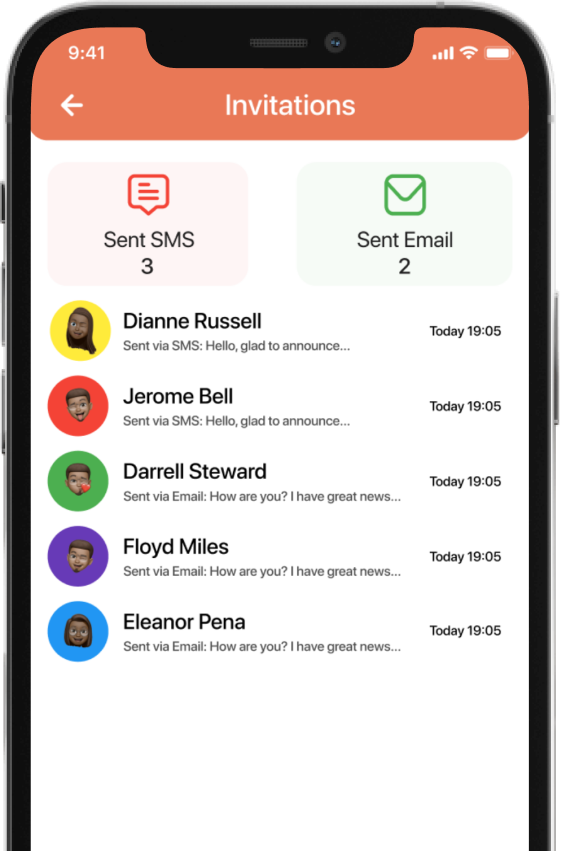 9:41
Invitations
Sent SMS
3
Sent Email
2
Dianne Russell
Sent via SMS: Hello, glad to announce...
Today 19:05
Jerome Bell
Sent via SMS: Hello, glad to announce...
Today 19:05
Darrell Steward
Sent via Email: How are you? I have great news...
Today 19:05
Floyd Miles
Sent via Email: How are you? I have great news...
Today 19:05
Eleanor Pena
Sent via Email: How are you? I have great news...
Today 19:05